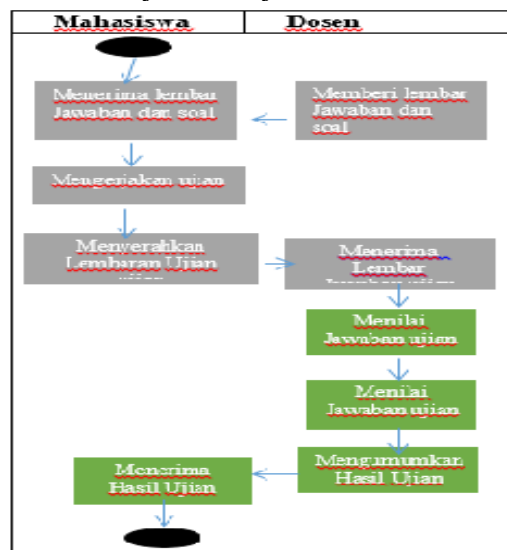 Mahasiswa
Dosen
Menerima lembar
Jawaban dan soal
Memberi lembar
Jawaban dan
soal
Mengerjakan ujian
Menyerahkan
Lembaran Ujian
Menerima
Lembar
Menilai
Jawaban ujian
Menilai
Jawaban ujian
Mengumumkan
Hasil Ujian
Menerima
Hasil Ujian